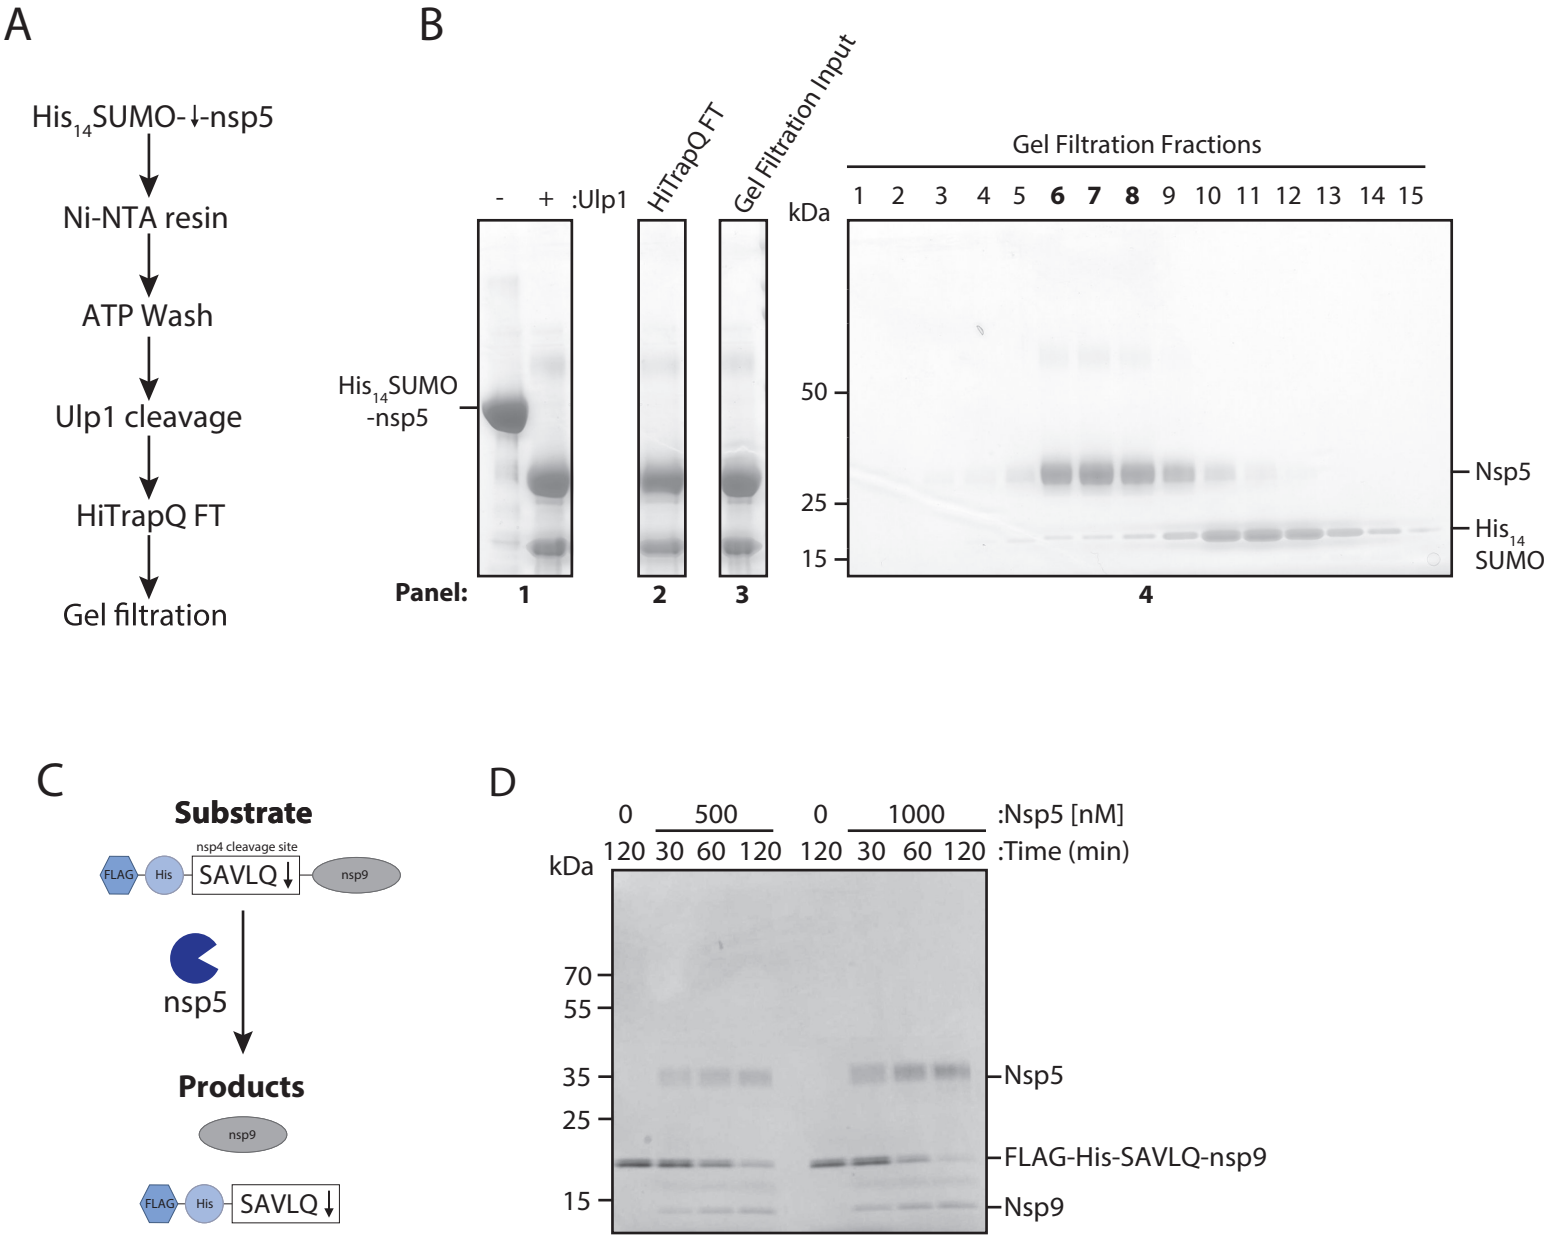 A
His14SUMO-↓-nsp5
Ni-NTA resin
ATP Wash
Ulp1 cleavage
HiTrapQ FT
Gel filtration
B
- + :Ulp1
HiTrapQ FT
Gel Filtration Input
Gel Filtration Fractions
1 2 3 4 5 6 7 8 9 10 11 12 13 14 15
kDa
His14SUMO
-nsp5
50
25
15
Nsp5
His14
SUMO
Panel: 1 2 3 4
C
Substrate
nsp4 cleavage site
FLAG His SAVLQ↓ nsp9
nsp5
Products
nsp9
FLAG His SAVLQ↓
D
0 500 0 1000 :Nsp5 [nM]
120 30 60 120 120 30 60 120 :Time (min)
kDa
70
55
35
25
15
Nsp5
FLAG-His-SAVLQ-nsp9
Nsp9